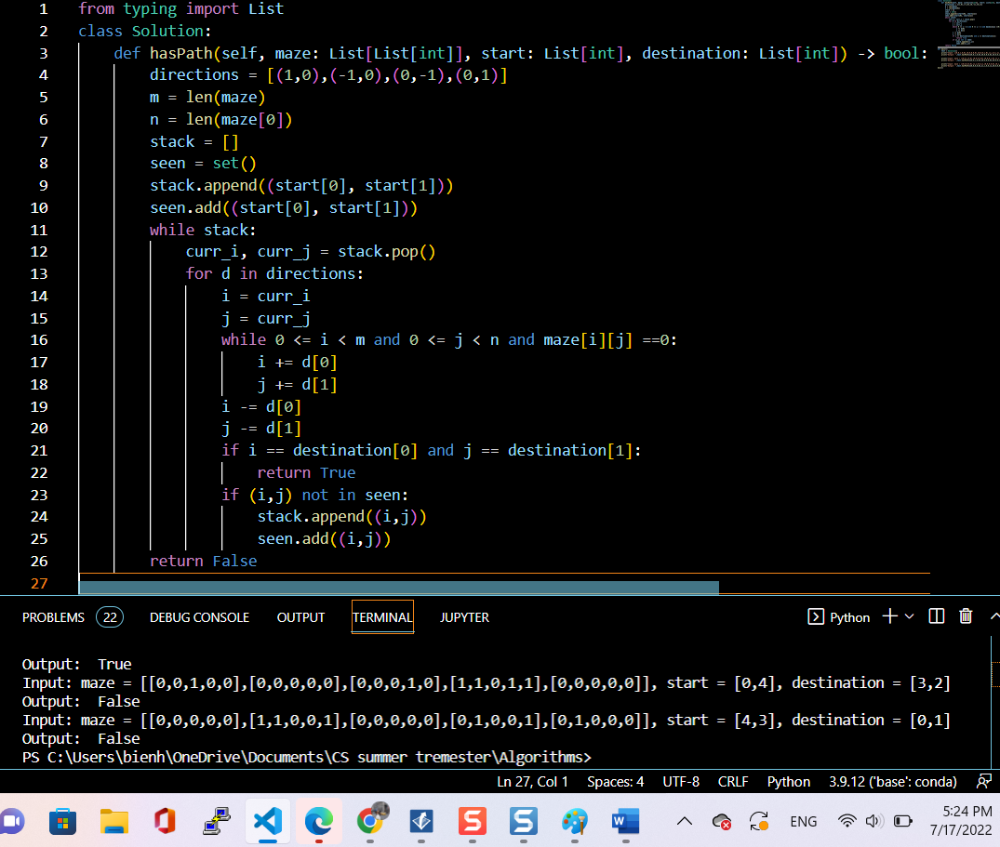 1 from typing import List
2 class Solution:
3 def hasPath(self, maze: List[List[int]], start: List[int], destination: List[int]) -> bool:
4 directions = [(1,0),(-1,0),(0,-1),(0,1)]
5 m = len(maze)
6 n = len(maze[0])
7 stack = []
8 seen = set()
9 stack.append((start[0], start[1]))
10 seen.add((start[0], start[1]))
11 while stack:
12 curr_i, curr_j = stack.pop()
13 for d in directions:
14 i = curr_i
15 j = curr_j
16 while 0 <= i < m and 0 <= j < n and maze[i][j] ==0:
17 i += d[0]
18 j += d[1]
19 i -= d[0]
20 j -= d[1]
21 if i == destination[0] and j == destination[1]:
22 return True
23 if (i,j) not in seen:
24 stack.append((i,j))
25 seen.add((i,j))
26 return False
27
PROBLEMS 22 DEBUG CONSOLE OUTPUT TERMINAL JUPYTER Python
Output:  True
Input: maze = [[0,0,1,0,0],[0,0,0,0,0],[0,0,0,1,0],[1,1,0,1,1],[0,0,0,0,0]], start = [0,4], destination = [3,2]
Output:  False
Input: maze = [[0,0,0,0,0],[1,1,0,0,1],[0,0,0,0,0],[0,1,0,0,1],[0,1,0,0,0]], start = [4,3], destination = [0,1]
Output:  False
PS C:\Users\bienh\OneDrive\Documents\CS summer tremester\Algorithms>
Ln 27, Col 1 Spaces: 4 UTF-8 CRLF Python 3.9.12 ('base': conda)
S S W ENG 5:24 PM
7/17/2022